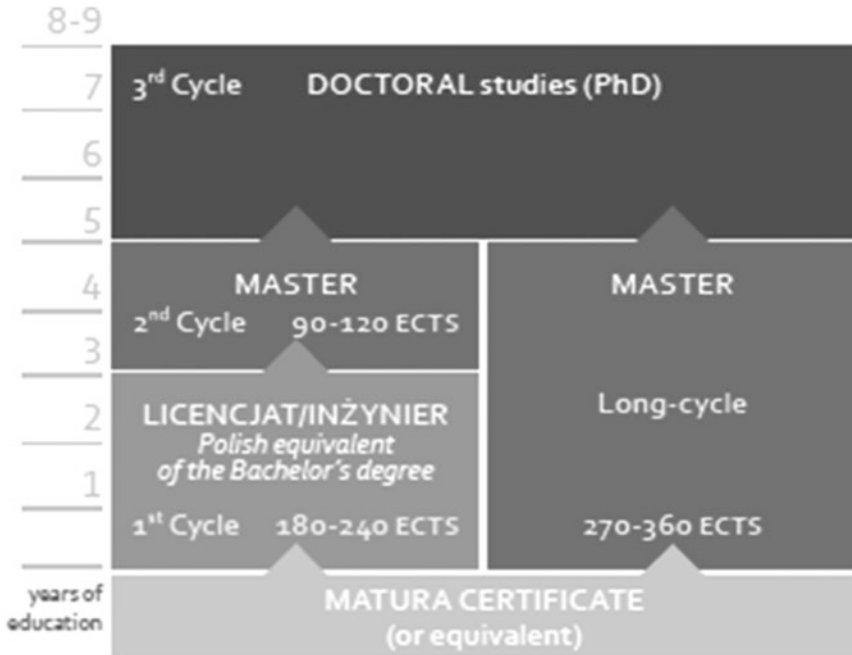 8-9
7
6
5
4
3
2
1
years of
education
3rd Cycle DOCTORAL studies (PhD)
MASTER
2nd Cycle 90-120 ECTS
LICENCJAT/INŻYNIER
Polish equivalent
of the Bachelor's degree
1st Cycle 180-240 ECTS
MASTER
Long-cycle
270-360 ECTS
MATURA CERTIFICATE
(or equivalent)